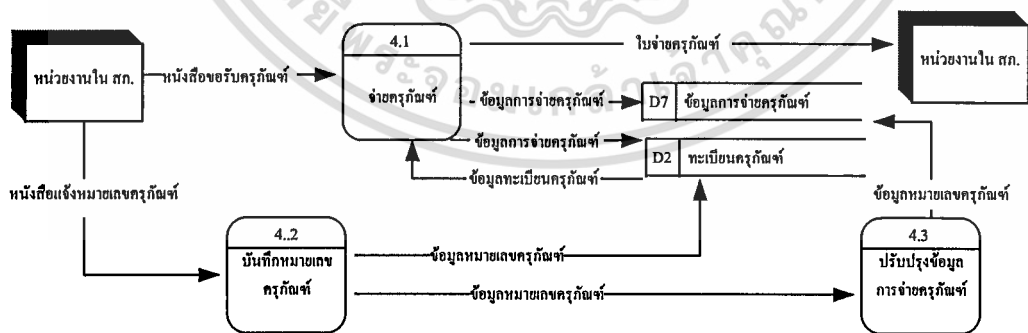 4.1
จ่ายครุภัณฑ์
หน่วยงานใน สก.
หนังสือขอรับครุภัณฑ์
ใบจ่ายครุภัณฑ์
หน่วยงานใน สก.
ข้อมูลการจ่ายครุภัณฑ์
D7 ข้อมูลการจ่ายครุภัณฑ์
ข้อมูลการจ่ายครุภัณฑ์
D2 ทะเบียนครุภัณฑ์
ข้อมูลทะเบียนครุภัณฑ์
หนังสือแจ้งหมายเลขครุภัณฑ์
ข้อมูลหมายเลขครุภัณฑ์
4..2
บันทึกหมายเลข
ครุภัณฑ์
ข้อมูลหมายเลขครุภัณฑ์
ข้อมูลหมายเลขครุภัณฑ์
4.3
ปรับปรุงข้อมูล
การจ่ายครุภัณฑ์